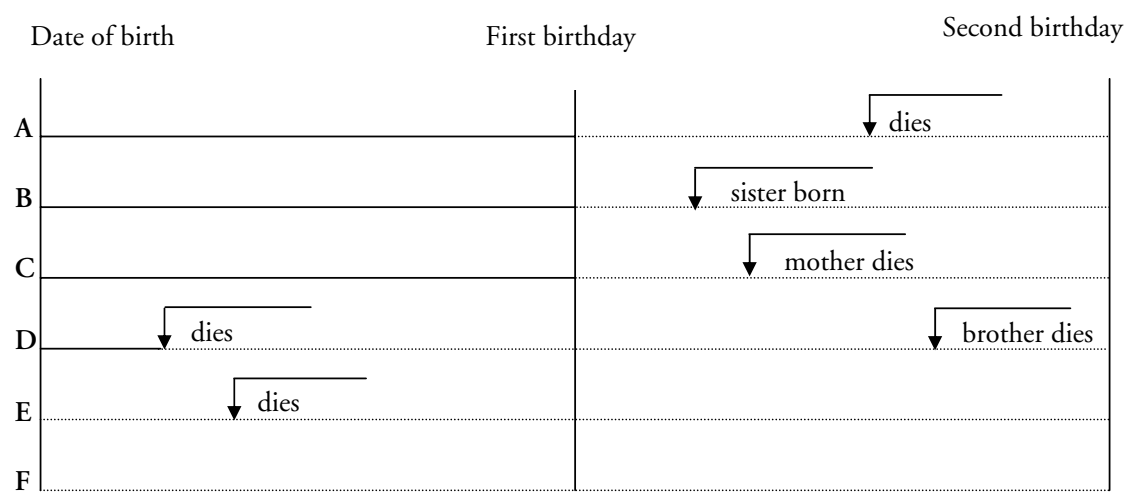 Date of birth
First birthday
Second birthday
A
dies
B
sister born
C
mother dies
D
dies
brother dies
E
dies
F